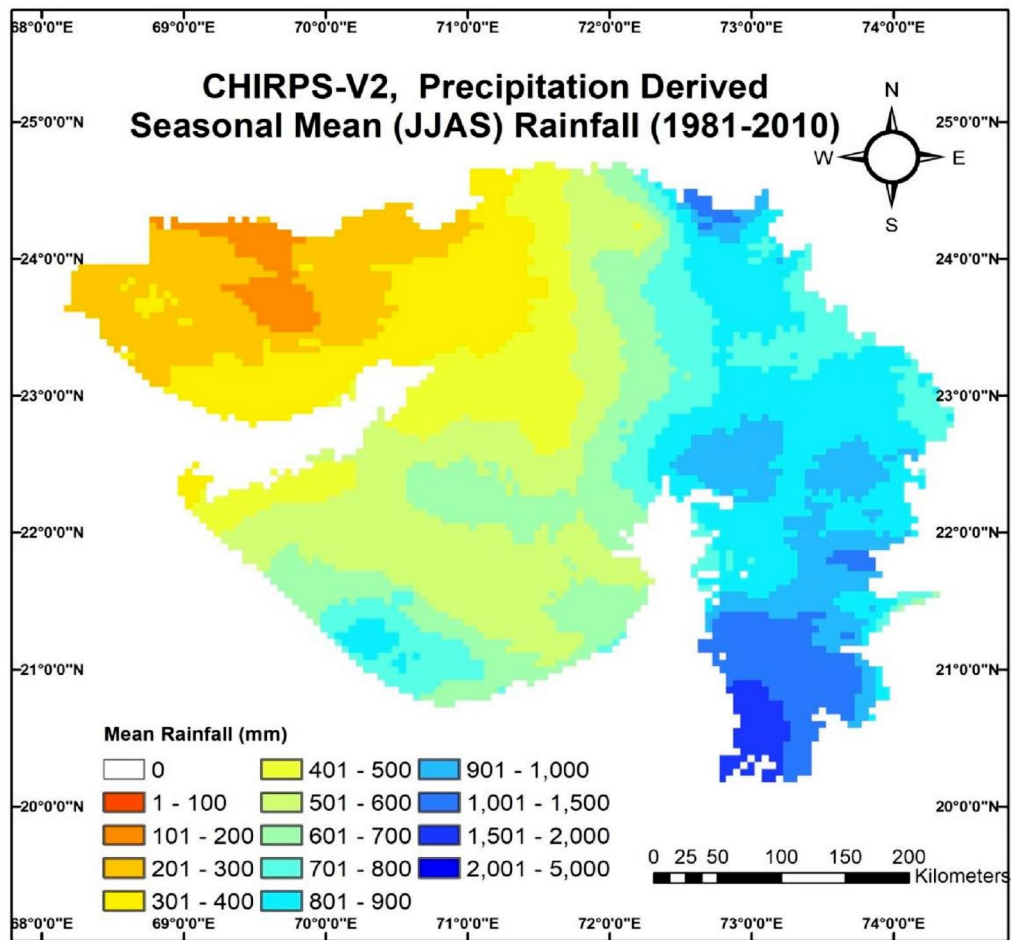 68°0'0"E 69°0'0"E 70°0'0"E 71°0'0"E 72°0'0"E 73°0'0"E 74°0'0"E
CHIRPS-V2, Precipitation Derived
Seasonal Mean (JJAS) Rainfall (1981-2010)
N
W E
S
25°0'0"N 25°0'0"N
24°0'0"N 24°0'0"N
23°0'0"N 23°0'0"N
22°0'0"N 22°0'0"N
21°0'0"N 21°0'0"N
20°0'0"N 20°0'0"N
Mean Rainfall (mm)
0
1 - 100
101 - 200
201 - 300
301 - 400
401 - 500
501 - 600
601 - 700
701 - 800
801 - 900
901 - 1,000
1,001 - 1,500
1,501 - 2,000
2,001 - 5,000
0 25 50 100 150 200
Kilometers
68°0'0"E 69°0'0"E 70°0'0"E 71°0'0"E 72°0'0"E 73°0'0"E 74°0'0"E